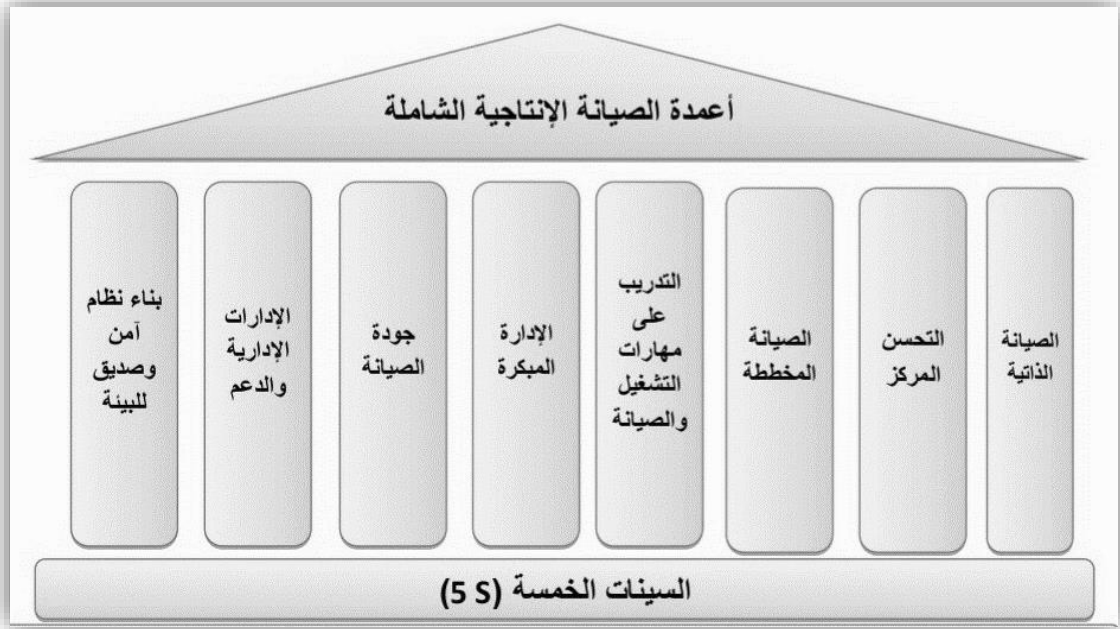 أعمدة الصيانة الإنتاجية الشاملة
الصيانة
الذاتية
التحسن
المركز
الصيانة
المخططة
التدريب
على
مهارات
التشغيل
والصيانة
الإدارة
المبكرة
جودة
الصيانة
الإدارات
الإدارية
والدعم
بناء نظام
آمن
وصديق
للبيئة
السينات الخمسة (5 S)